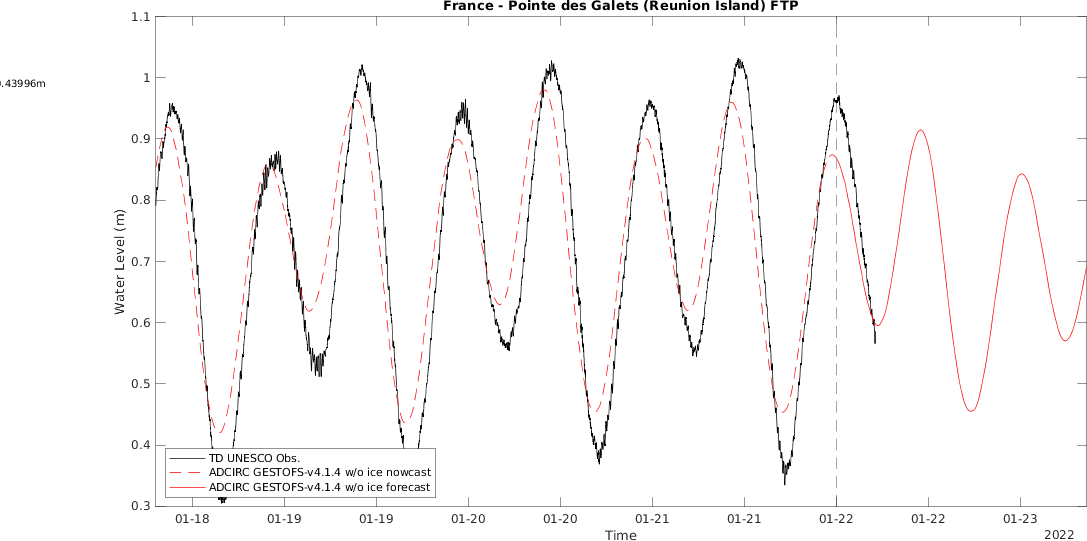 France - Pointe des Galets (Reunion Island) FTP
.43996m
1.1
1
0.9
0.8
0.7
0.6
0.5
0.4
0.3
Water Level (m)
TD UNESCO Obs.
ADCIRC GESTOFS-v4.1.4 w/o ice nowcast
ADCIRC GESTOFS-v4.1.4 w/o ice forecast
01-18 01-19 01-19 01-20 01-20 01-21 01-21 01-22 01-22 01-23
Time
2022